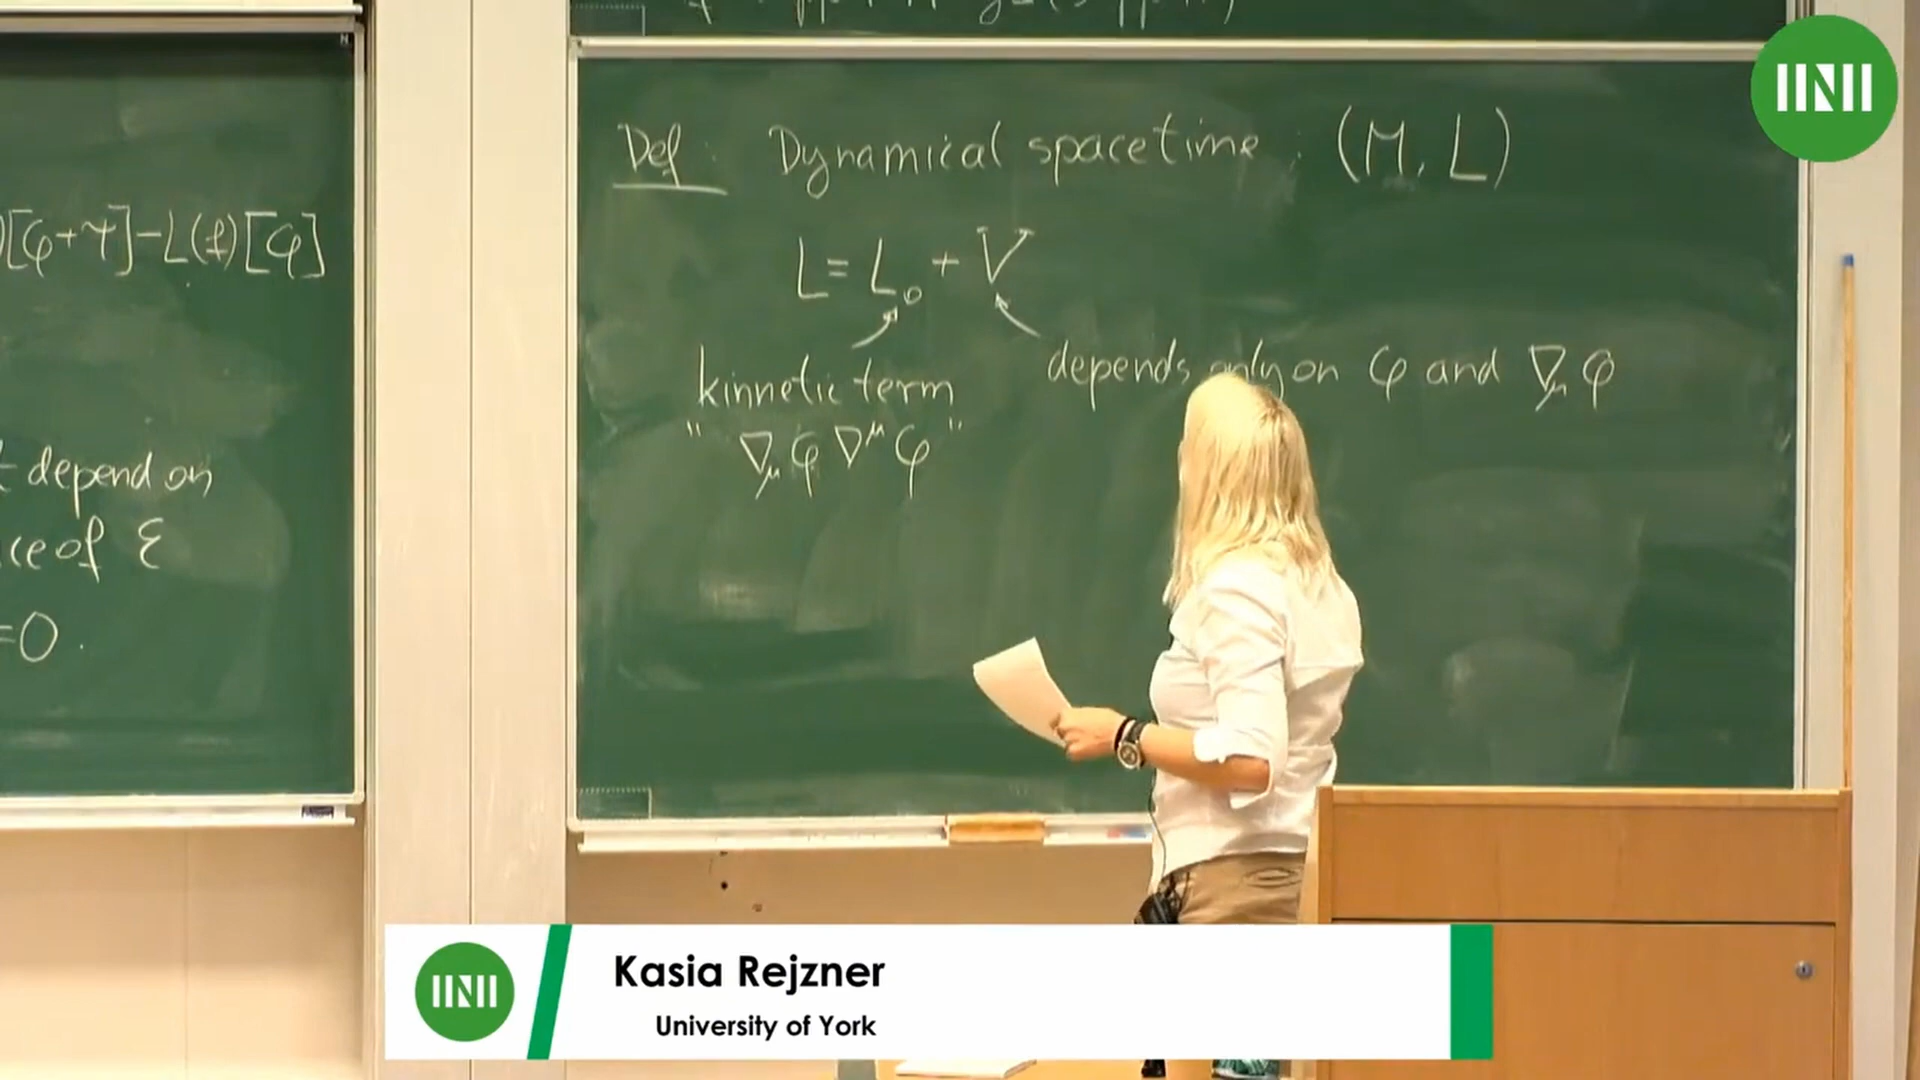 )[φ+ψ]-L(f)[φ]
depend on
ce of ε
=0.
Def: Dynamical spacetime : (M, L)
L = L₀ + V
kinnetic term
depends only on φ and ∇μ φ
" ∇μ φ ∇^μ φ "
INI
INI
Kasia Rejzner
University of York